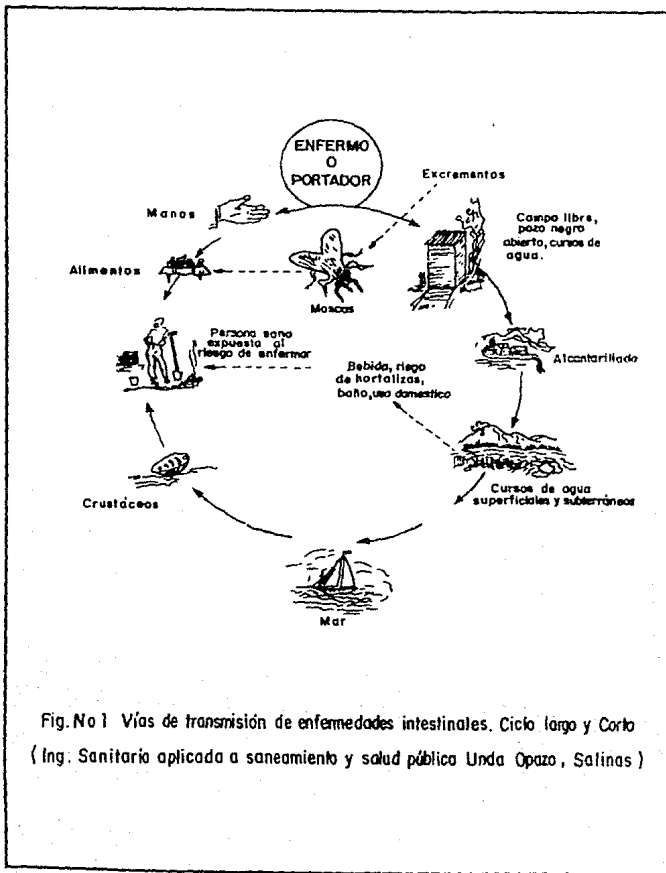 ENFERMO
O
PORTADOR
Excrementos
Manos
Campo libre,
pozo negro
abierto, cursos de
agua.
Alimentos
Moscas
Persona sana
expuesta al
riesgo de enfermar
Alcantarillado
Bebida, riego
de hortalizas,
baño, uso domestico
Crustáceos
Cursos de agua
superficiales y subterráneos
Mar
Fig. No 1 Vías de transmisión de enfermedades intestinales. Ciclo largo y Corto
(Ing. Sanitaria aplicada a saneamiento y salud pública Unda Opazo, Salinas)